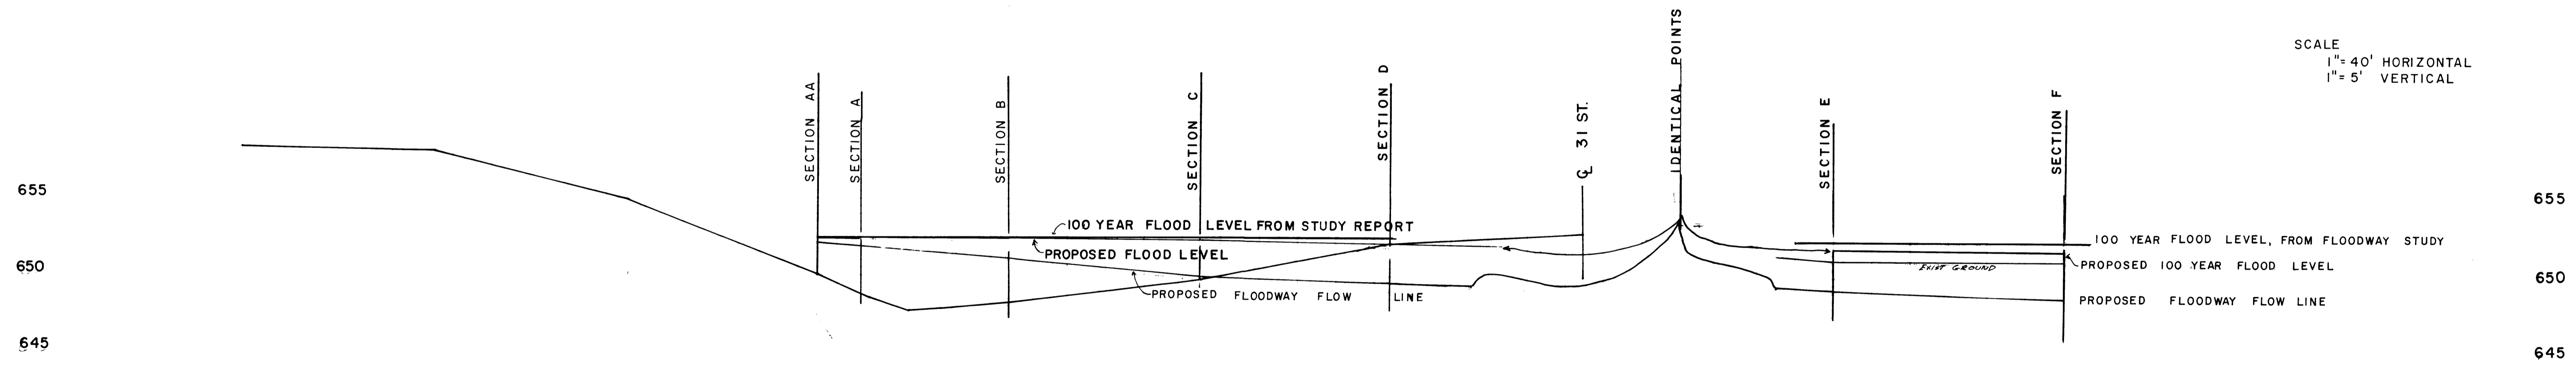 SCALE
1"= 40' HORIZONTAL
1"= 5' VERTICAL
SECTION AA
SECTION A
SECTION B
SECTION C
SECTION D
℄ 31 ST.
IDENTICAL POINTS
SECTION E
SECTION F
655
655
100 YEAR FLOOD LEVEL FROM STUDY REPORT
100 YEAR FLOOD LEVEL, FROM FLOODWAY STUDY
PROPOSED FLOOD LEVEL
650
EXIST GROUND
PROPOSED 100 YEAR FLOOD LEVEL
650
PROPOSED FLOODWAY FLOW LINE
PROPOSED FLOODWAY FLOW LINE
645
645